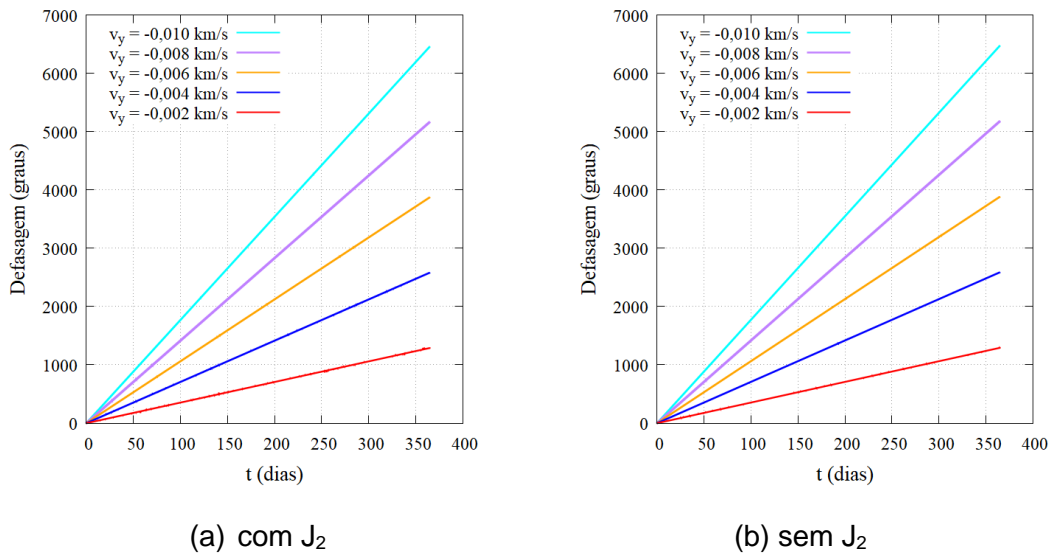 7000
6000
5000
4000
3000
2000
1000
0
Defasagem (graus)
v_y = -0,010 km/s
v_y = -0,008 km/s
v_y = -0,006 km/s
v_y = -0,004 km/s
v_y = -0,002 km/s
0 50 100 150 200 250 300 350 400
t (dias)
(a) com J₂
7000
6000
5000
4000
3000
2000
1000
0
Defasagem (graus)
v_y = -0,010 km/s
v_y = -0,008 km/s
v_y = -0,006 km/s
v_y = -0,004 km/s
v_y = -0,002 km/s
0 50 100 150 200 250 300 350 400
t (dias)
(b) sem J₂